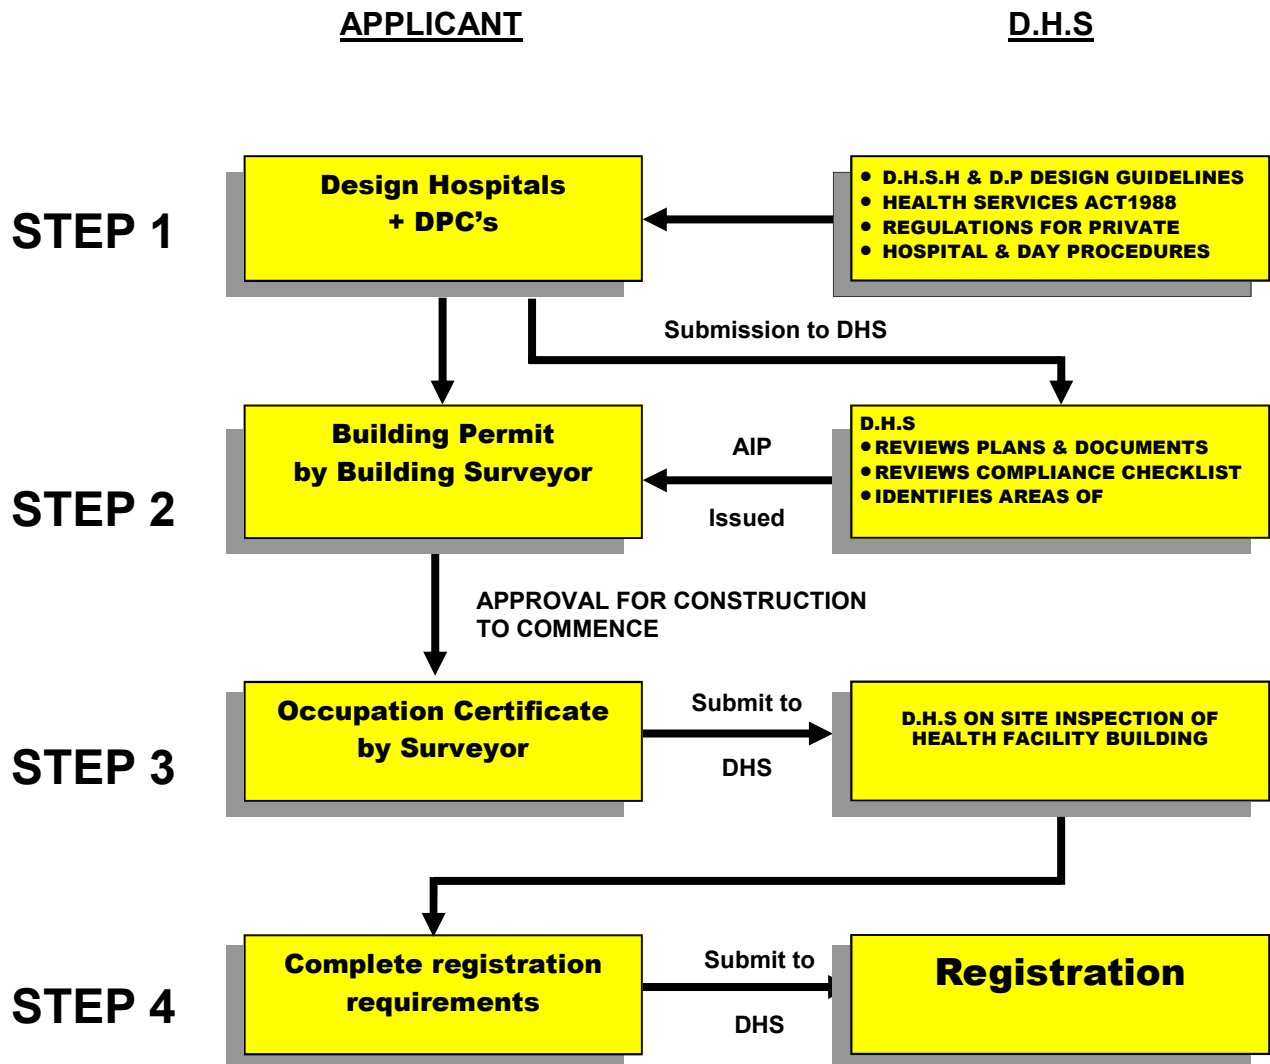 APPLICANT
D.H.S
STEP 1
Design Hospitals
+ DPC’s
• D.H.S.H & D.P DESIGN GUIDELINES
• HEALTH SERVICES ACT1988
• REGULATIONS FOR PRIVATE
• HOSPITAL & DAY PROCEDURES
Submission to DHS
STEP 2
Building Permit
by Building Surveyor
AIP
Issued
D.H.S
• REVIEWS PLANS & DOCUMENTS
• REVIEWS COMPLIANCE CHECKLIST
• IDENTIFIES AREAS OF
APPROVAL FOR CONSTRUCTION
TO COMMENCE
STEP 3
Occupation Certificate
by Surveyor
Submit to
DHS
D.H.S ON SITE INSPECTION OF
HEALTH FACILITY BUILDING
STEP 4
Complete registration
requirements
Submit to
DHS
Registration